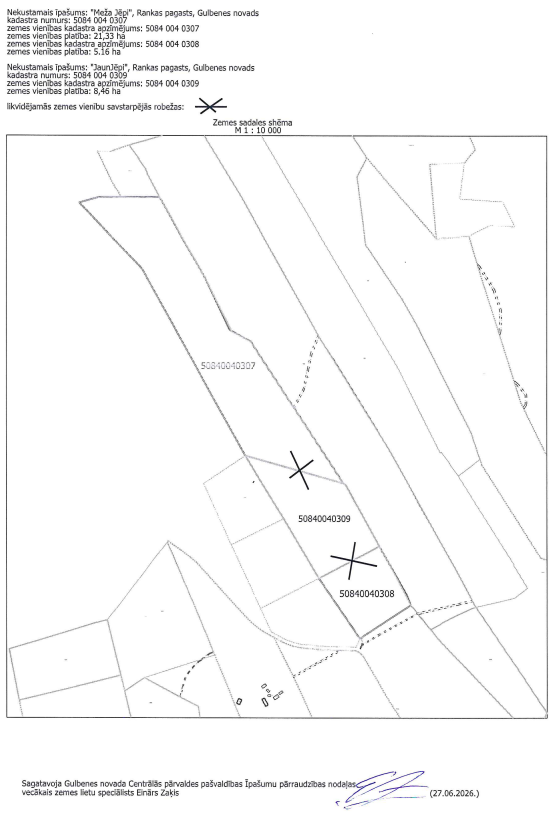 Nekustamais īpašums: "Meža Jēpi", Rankas pagasts, Gulbenes novads
kadastra numurs: 5084 004 0307
zemes vienības kadastra apzīmējums: 5084 004 0307
zemes vienības platība: 21,33 ha
zemes vienības kadastra apzīmējums: 5084 004 0308
zemes vienības platība: 5.16 ha
Nekustamais īpašums: "JaunJēpi", Rankas pagasts, Gulbenes novads
kadastra numurs: 5084 004 0309
zemes vienības kadastra apzīmējums: 5084 004 0309
zemes vienības platība: 8,46 ha
likvidējamās zemes vienību savstarpējās robežas:
Zemes sadales shēma
M 1 : 10 000
50840040307
50840040309
50840040308
Sagatavoja Gulbenes novada Centrālās pārvaldes pašvaldības Īpašumu pārraudzības nodaļas
vecākais zemes lietu speciālists Einārs Zaķis (27.06.2026.)